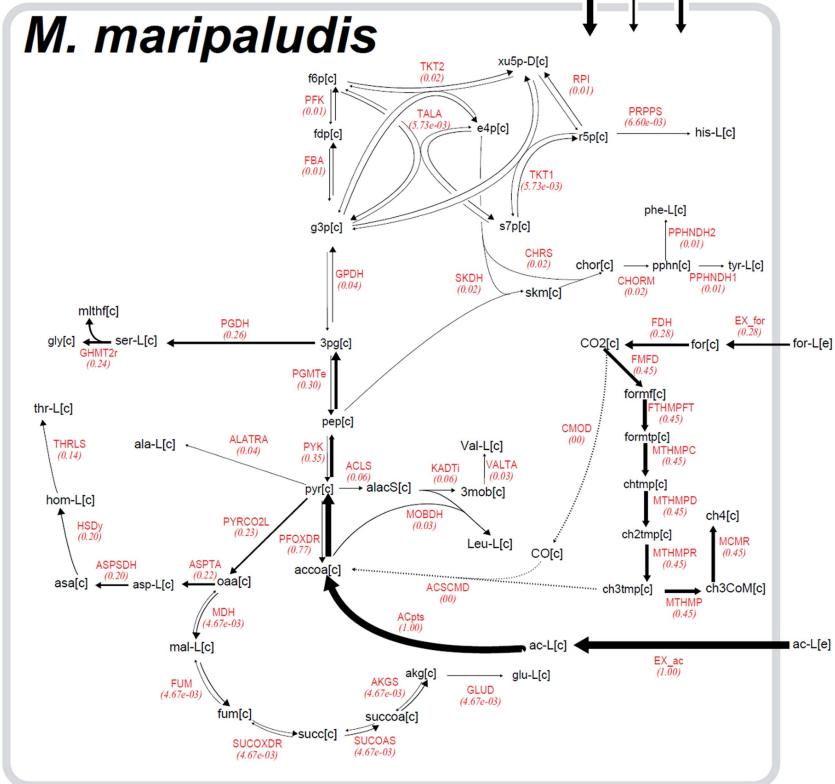 M. maripaludis
f6p[c]
TKT2
(0.02)
xu5p-D[c]
RPI
(0.01)
PFK
(0.01)
TALA
(5.73e-03)
e4p[c]
PRPPS
(6.60e-03)
fdp[c]
r5p[c]
his-L[c]
FBA
(0.01)
TKT1
(5.73e-03)
g3p[c]
s7p[c]
phe-L[c]
PPHNDH2
(0.01)
GPDH
(0.04)
SKDH
(0.02)
CHRS
(0.02)
chor[c]
CHORM
(0.02)
pphn[c]
PPHNDH1
(0.01)
tyr-L[c]
skm[c]
mlthf[c]
gly[c]
GHMT2r
(0.24)
ser-L[c]
PGDH
(0.26)
3pg[c]
CO2[c]
FDH
(0.28)
for[c]
EX_for
(0.28)
for-L[e]
PGMTe
(0.30)
FMFD
(0.45)
formf[c]
thr-L[c]
pep[c]
FTHMPFT
(0.45)
CMOD
(00)
formtp[c]
THRLS
(0.14)
ala-L[c]
ALATRA
(0.04)
PYK
(0.35)
Val-L[c]
MTHMPC
(0.45)
ACLS
(0.06)
KADTi
(0.06)
VALTA
(0.03)
pyr[c]
alacS[c]
3mob[c]
chtmp[c]
hom-L[c]
MTHMPD
(0.45)
ch4[c]
HSDy
(0.20)
PYRCO2L
(0.23)
PFOXDR
(0.77)
MOBDH
(0.03)
Leu-L[c]
ch2tmp[c]
MCMR
(0.45)
CO[c]
MTHMPR
(0.45)
asa[c]
ASPSDH
(0.20)
asp-L[c]
ASPTA
(0.22)
oaa[c]
accoa[c]
ACSCMD
(00)
ch3tmp[c]
MTHMP
(0.45)
ch3CoM[c]
MDH
(4.67e-03)
ACpts
(1.00)
mal-L[c]
ac-L[c]
EX_ac
(1.00)
ac-L[e]
FUM
(4.67e-03)
AKGS
(4.67e-03)
akg[c]
GLUD
(4.67e-03)
glu-L[c]
fum[c]
succoa[c]
SUCOXDR
(4.67e-03)
succ[c]
SUCOAS
(4.67e-03)